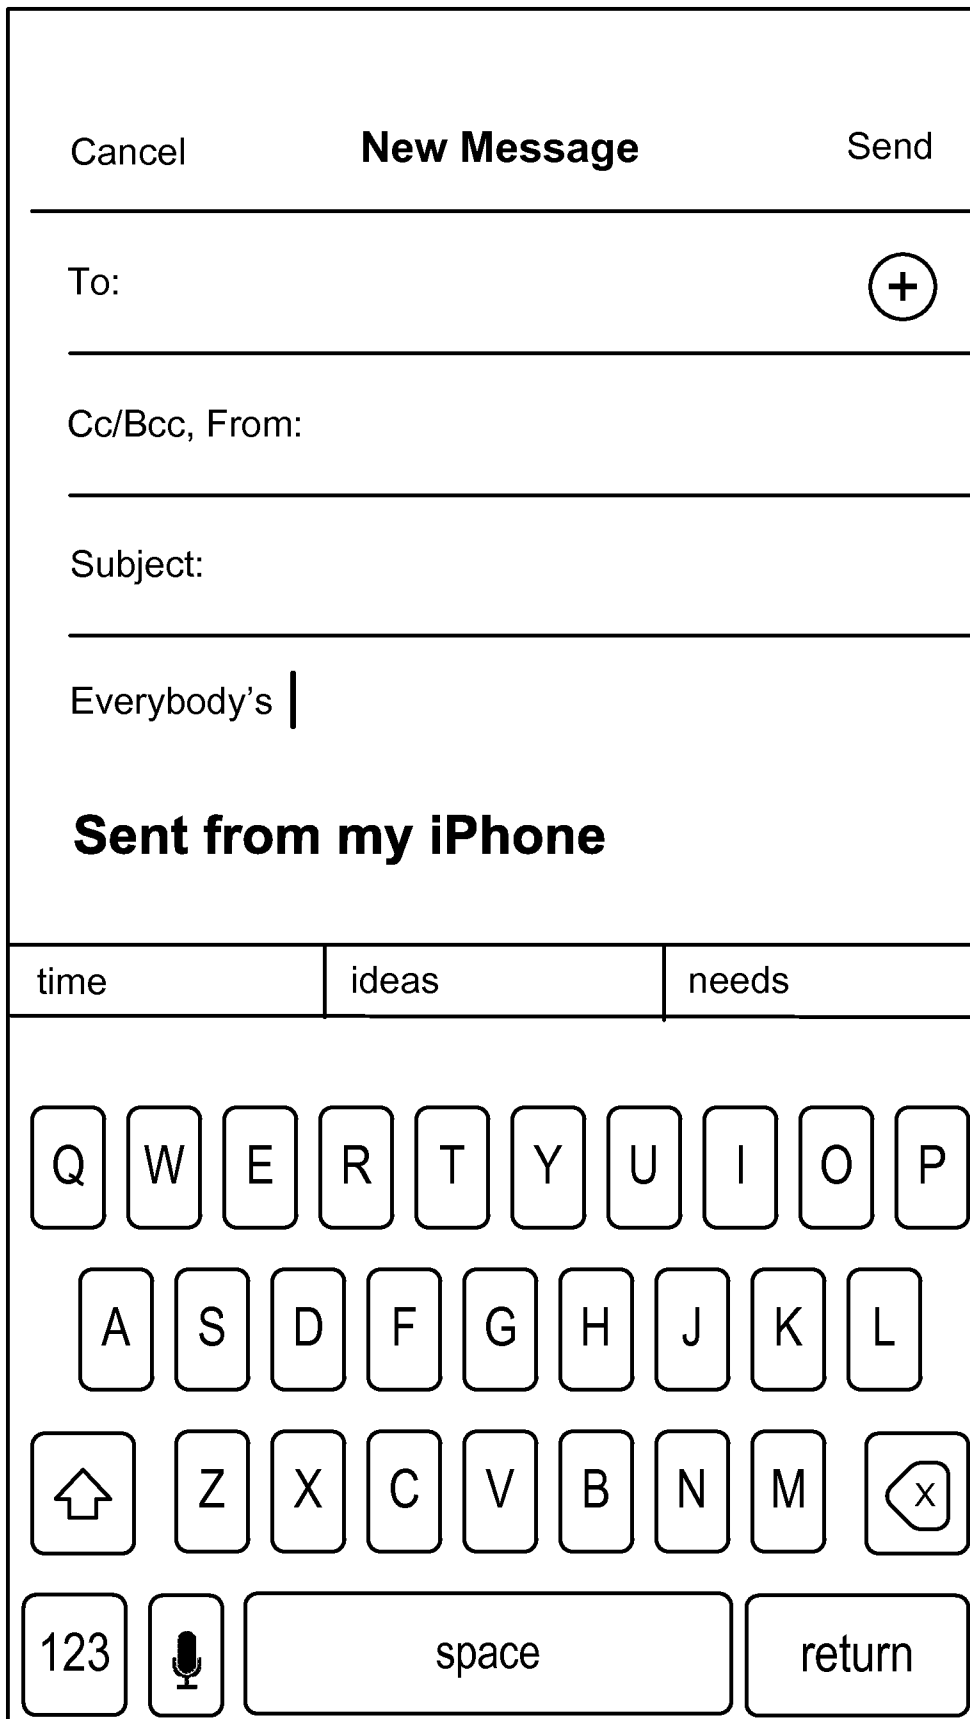 Cancel New Message Send
To: +
Cc/Bcc, From:
Subject:
Everybody’s
Sent from my iPhone
time ideas needs
Q W E R T Y U I O P
A S D F G H J K L
Z X C V B N M X
123 space return